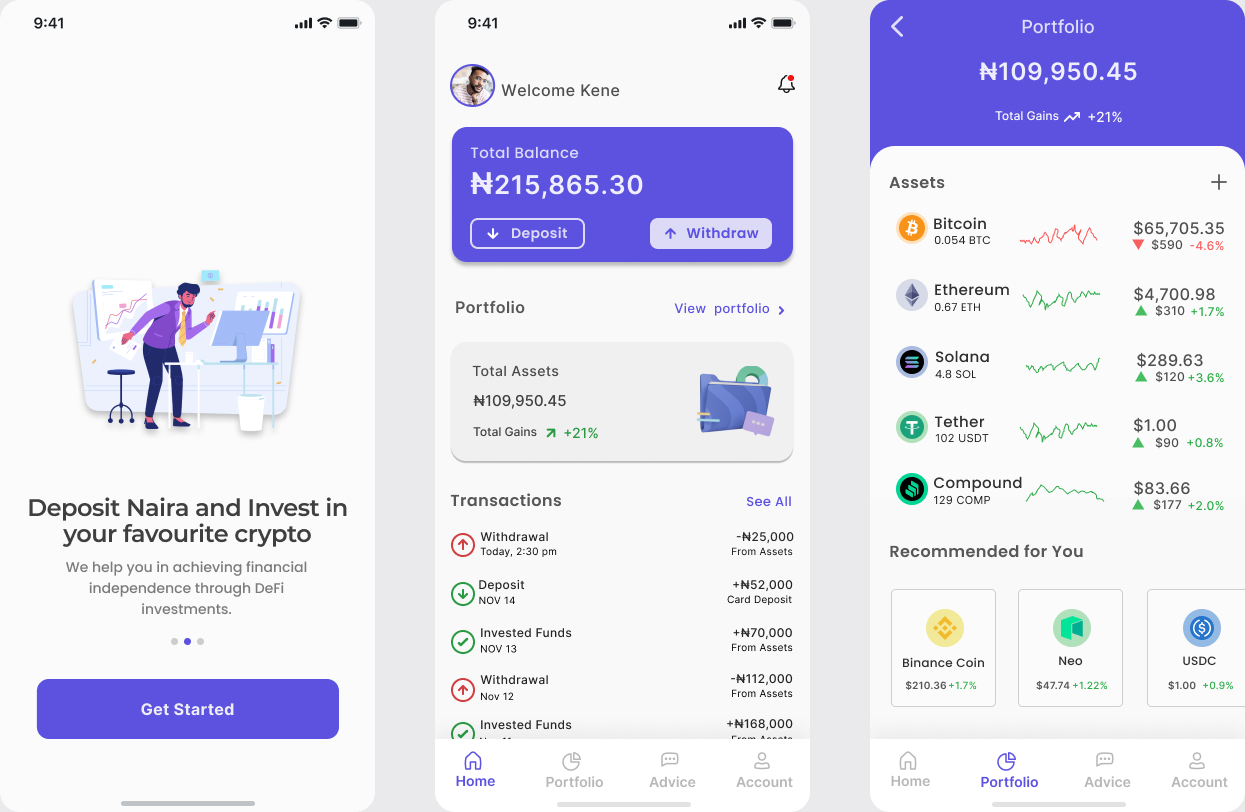 9:41
Deposit Naira and Invest in
your favourite crypto
We help you in achieving financial
independence through DeFi
investments.
Get Started
9:41
Welcome Kene
Total Balance
₦215,865.30
Deposit
Withdraw
Portfolio
View portfolio
Total Assets
₦109,950.45
Total Gains +21%
Transactions
See All
Withdrawal
-₦25,000
Today, 2:30 pm
From Assets
Deposit
+₦52,000
NOV 14
Card Deposit
Invested Funds
+₦70,000
NOV 13
From Assets
Withdrawal
-₦112,000
Nov 12
From Assets
Invested Funds
+₦168,000
Home
Portfolio
Advice
Account
Portfolio
₦109,950.45
Total Gains +21%
Assets
Bitcoin
0.054 BTC
$65,705.35
$590 -4.6%
Ethereum
0.67 ETH
$4,700.98
$310 +1.7%
Solana
4.8 SOL
$289.63
$120 +3.6%
Tether
102 USDT
$1.00
$90 +0.8%
Compound
129 COMP
$83.66
$177 +2.0%
Recommended for You
Binance Coin
$210.36 +1.7%
Neo
$47.74 +1.22%
USDC
$1.00 +0.9%
Home
Portfolio
Advice
Account